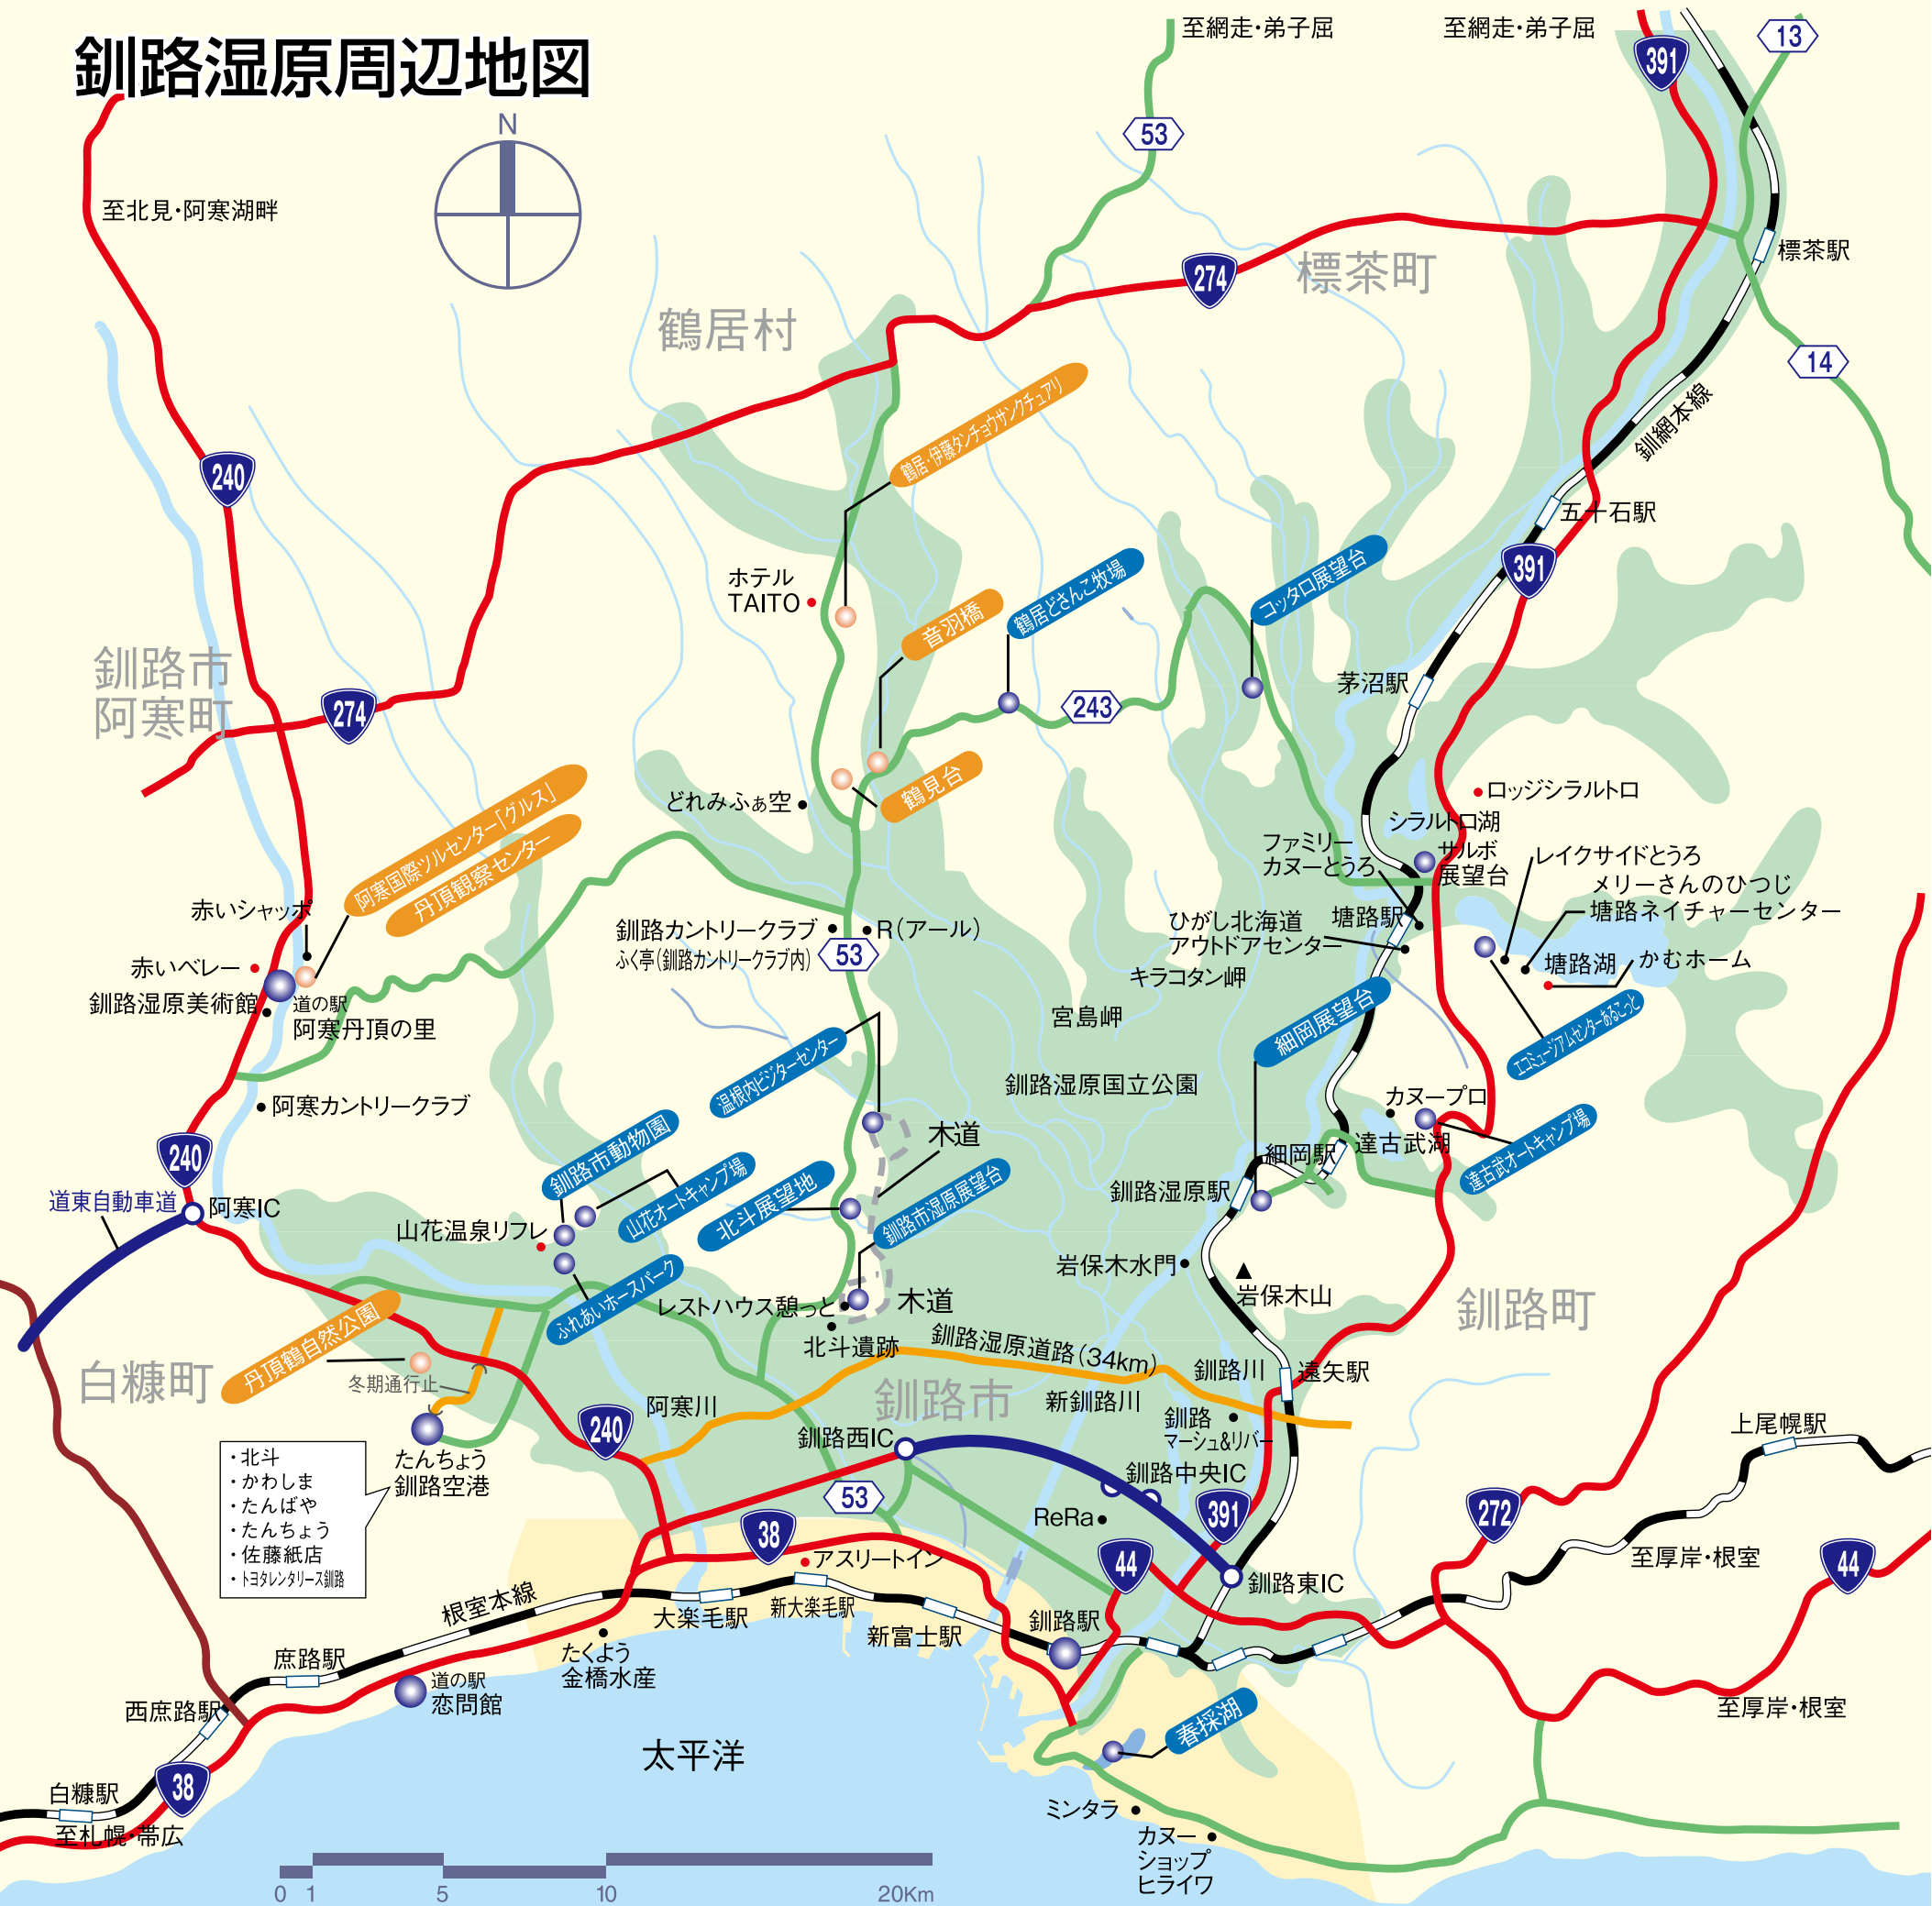 釧路湿原周辺地図
N
至網走・弟子屈
至網走・弟子屈
391
13
53
至北見・阿寒湖畔
標茶町
標茶駅
274
鶴居村
14
鶴居・伊藤タンチョウサンクチュアリ
釧網本線
240
五十石駅
ホテル
TAITO
音羽橋
鶴居どさんこ牧場
コッタロ展望台
391
釧路市
阿寒町
274
243
茅沼駅
鶴見台
どれみふぁ空
ロッジシラルトロ
シラルトロ湖
ファミリー
カヌーとうろ
サルボ
展望台
レイクサイドとうろ
メリーさんのひつじ
塘路ネイチャーセンター
阿寒国際ツルセンター「グルス」
丹頂観察センター
赤いシャッポ
釧路カントリークラブ
ふく亭(釧路カントリークラブ内)
R(アール)
53
ひがし北海道
アウトドアセンター
塘路駅
キラコタン岬
塘路湖
かむホーム
赤いベレー
釧路湿原美術館
道の駅
阿寒丹頂の里
宮島岬
細岡展望台
エコミュージアムセンターあるこっと
温根内ビジターセンター
釧路湿原国立公園
阿寒カントリークラブ
カヌープロ
達古武湖
達古武オートキャンプ場
木道
細岡駅
釧路湿原駅
240
道東自動車道
阿寒IC
釧路市動物園
山花オートキャンプ場
北斗展望地
釧路市湿原展望台
山花温泉リフレ
ふれあいホースパーク
岩保木水門
岩保木山
釧路町
レストハウス憩っと
木道
北斗遺跡
釧路湿原道路(34km)
丹頂鶴自然公園
白糠町
冬期通行止
阿寒川
釧路市
新釧路川
釧路川
遠矢駅
釧路
マーシュ&リバー
240
釧路西IC
釧路中央IC
上尾幌駅
たんちょう
釧路空港
・北斗
・かわしま
・たんばや
・たんちょう
・佐藤紙店
・トヨタレンタリース釧路
53
ReRa
391
272
38
アスリートイン
44
釧路東IC
至厚岸・根室
44
根室本線
大楽毛駅
新大楽毛駅
新富士駅
釧路駅
庶路駅
たくよう
金橋水産
道の駅
恋問館
西庶路駅
至厚岸・根室
太平洋
春採湖
38
白糠駅
至札幌・帯広
ミンタラ
カヌー
ショップ
ヒライワ
0 1 5 10 20Km